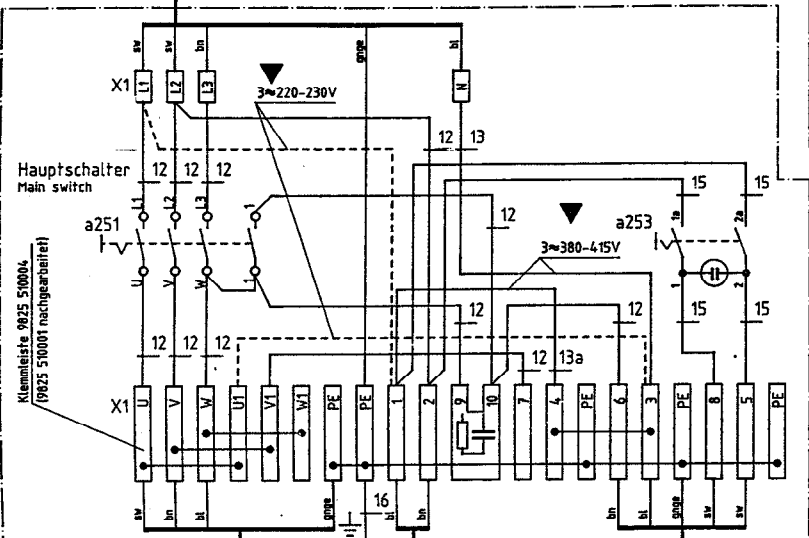 sw sw bn gnge bl
X1 L1 L2 L3 N
3≈220-230V
12 13
Hauptschalter
Main switch
12 12 12
15 15
L1 L2 L3 1
1a 2a
a251
a253
12
3≈380-415V
U V W 1
1 2
Klemmleiste 9825 510004
(9825 510001 nachgearbeitet)
12 12 15 15
12 12 12
12 13a
X1 U V W U1 V1 W1 PE PE 1 2 9 10 7 4 PE 6 3 PE 8 5 PE
16
sw bn bl gnge bl bn bn bl gnge sw sw